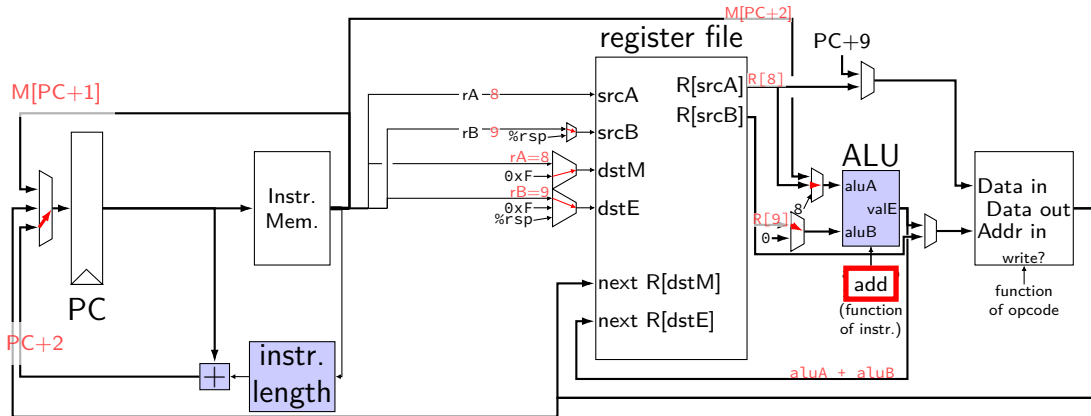 M[PC+2]
register file
PC+9
M[PC+1]
R[srcA]
R[8]
rA 8
srcA
R[srcB]
rB 9
%rsp
srcB
ALU
rA=8
0xF
dstM
Instr.
Mem.
aluA
valE
aluB
8
rB=9
0xF
%rsp
dstE
R[9]
0
Data in
Data out
Addr in
write?
function
of opcode
add
(function
of instr.)
next R[dstM]
next R[dstE]
PC
PC+2
+
instr.
length
aluA + aluB